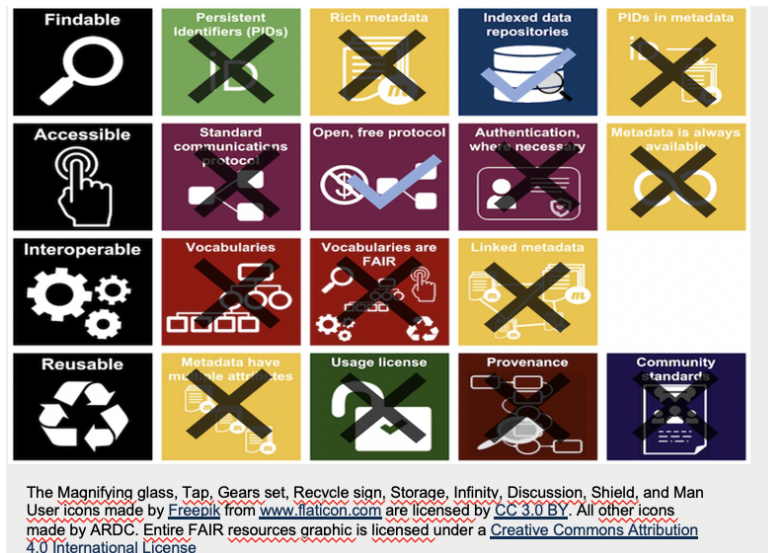 Findable
Persistent
Identifiers (PIDs)
iD
Rich metadata
m
Indexed data
repositories
PIDs in metadata
iD
m
Accessible
Standard
communications
protocol
Open, free protocol
$
Authentication,
where necessary
Metadata is always
available
Interoperable
Vocabularies
Vocabularies are
FAIR
Linked metadata
m
m
Reusable
Metadata have
multiple attributes
m
m
m
Usage license
Provenance
Community
standards
The Magnifying glass, Tap, Gears set, Recycle sign, Storage, Infinity, Discussion, Shield, and Man
User icons made by Freepik from www.flaticon.com are licensed by CC 3.0 BY. All other icons
made by ARDC. Entire FAIR resources graphic is licensed under a Creative Commons Attribution
4.0 International License